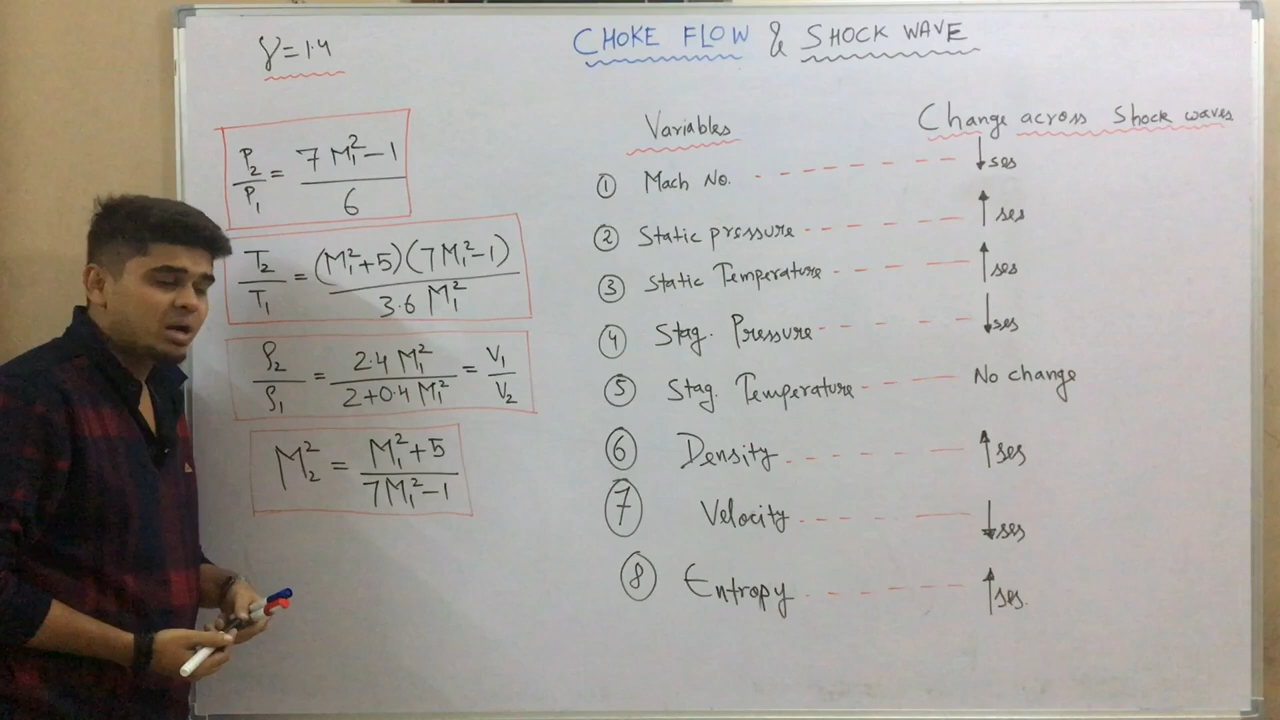 γ=1.4
CHOKE FLOW & SHOCK WAVE
P₂/P₁ = (7M₁²-1)/6
T₂/T₁ = (M₁²+5)(7M₁²-1)/3.6 M₁²
ρ₂/ρ₁ = 2.4 M₁²/(2+0.4 M₁²) = V₁/V₂
M₂² = (M₁²+5)/(7M₁²-1)
Variables Change across Shock waves
① Mach No. ↓ses
② Static pressure ↑ses
③ Static Temperature ↑ses
④ Stag. Pressure ↓ses
⑤ Stag. Temperature No change
⑥ Density ↑ses
⑦ Velocity ↓ses
⑧ Entropy ↑ses.